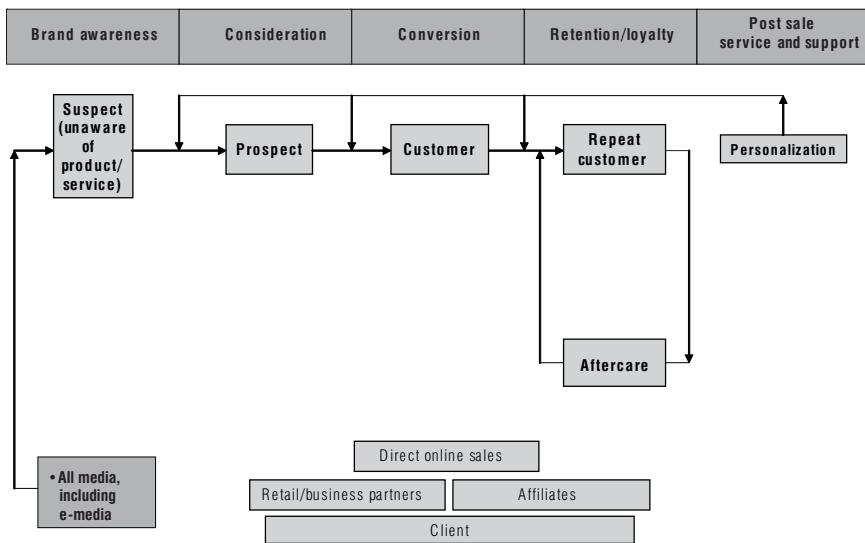 Brand awareness
Consideration
Conversion
Retention/loyalty
Post sale
service and support
Suspect
(unaware
of
product/
service)
Prospect
Customer
Repeat
customer
Personalization
Aftercare
• All media,
including
e-media
Direct online sales
Retail/business partners
Affiliates
Client